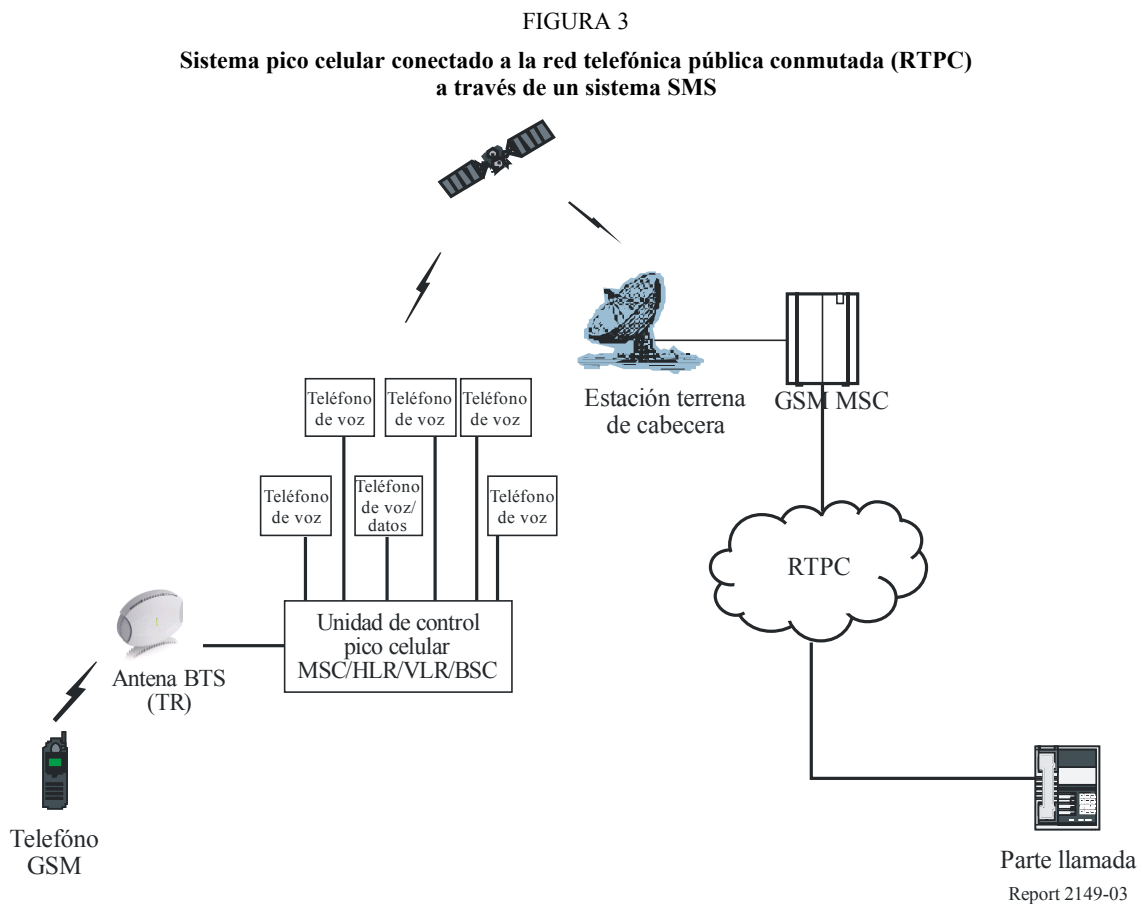 FIGURA 3
Sistema pico celular conectado a la red telefónica pública conmutada (RTPC)
a través de un sistema SMS
Teléfono
de voz
Teléfono
de voz
Teléfono
de voz
Teléfono
de voz
Teléfono
de voz/
datos
Teléfono
de voz
Estación terrena
de cabecera
GSM MSC
RTPC
Unidad de control
pico celular
MSC/HLR/VLR/BSC
Antena BTS
(TR)
Telefóno
GSM
Parte llamada
Report 2149-03